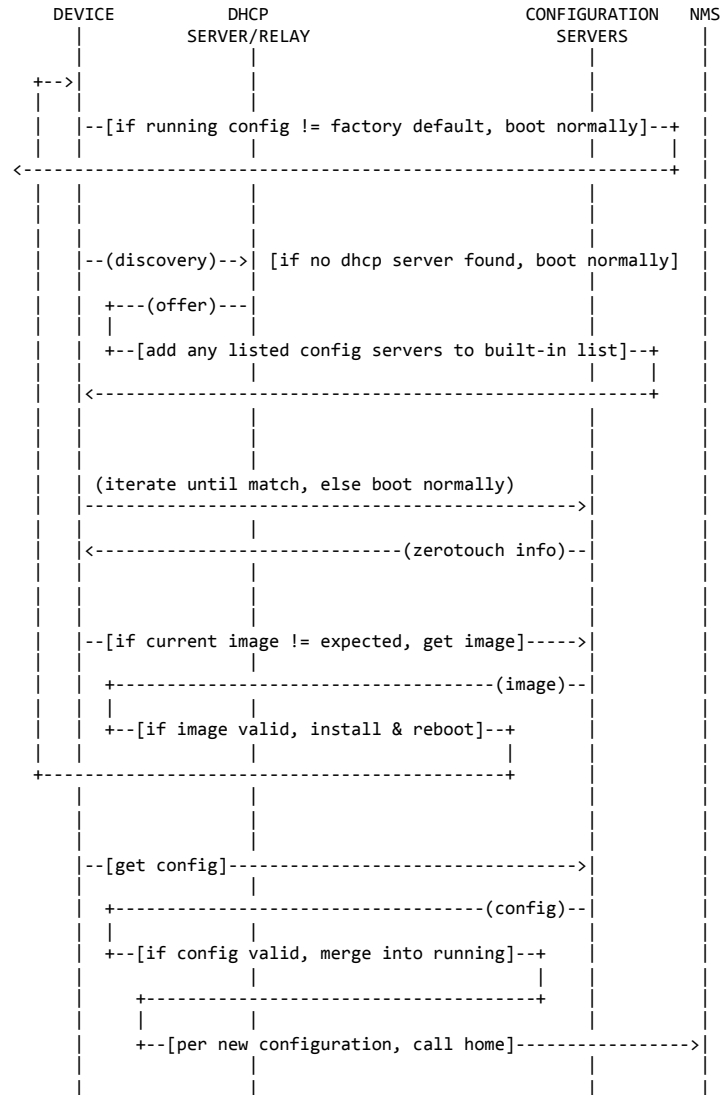 DEVICE DHCP CONFIGURATION NMS
SERVER/RELAY SERVERS
--[if running config != factory default, boot normally]--+
--(discovery)--> [if no dhcp server found, boot normally]
+---(offer)---
+--[add any listed config servers to built-in list]--+
(iterate until match, else boot normally)
(zerotouch info)--
--[if current image != expected, get image]----->
(image)--
+--[if image valid, install & reboot]--+
--[get config]--------------------------------->
(config)--
+--[if config valid, merge into running]--+
+--[per new configuration, call home]----------------->